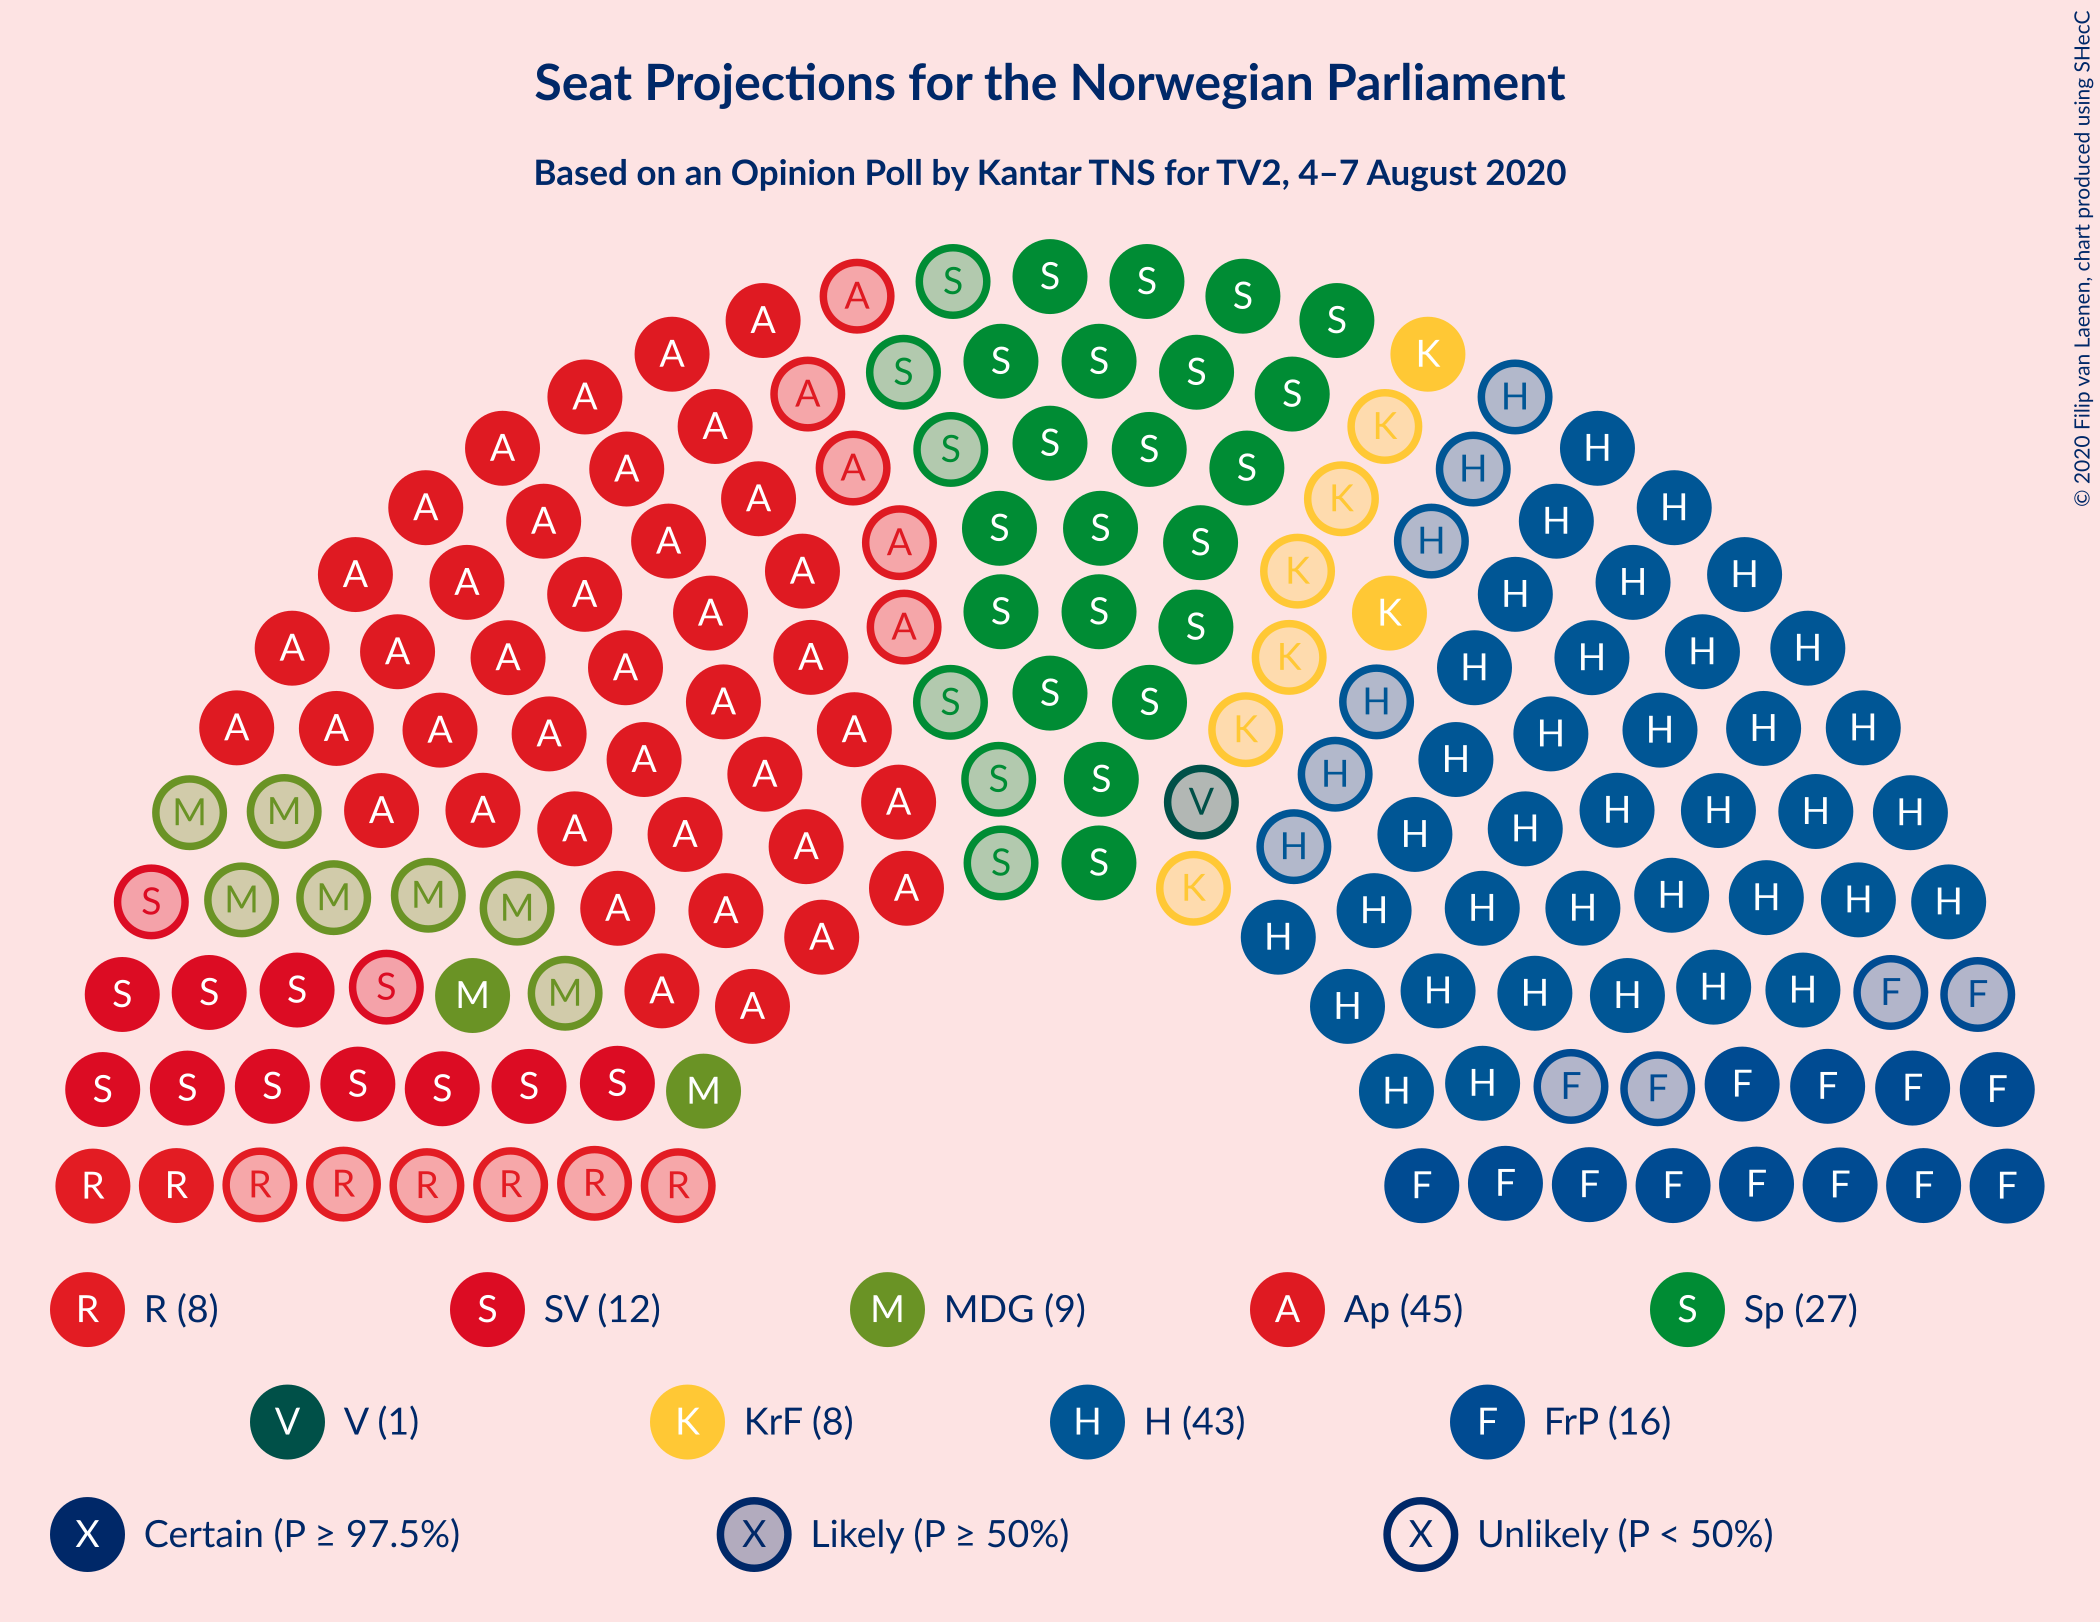 Seat Projections for the Norwegian Parliament
Based on an Opinion Poll by Kantar TNS for TV2, 4–7 August 2020
© 2020 Filip van Laenen, chart produced using SHecC
A S S S S
A S
A K
A A S S S S H
A A S K H
A A S S S S K H H
A A A A S S S K H H H
A A A A S S S K H H
A A A A A S S S K H H H H
A A A A A A S S K H H H H H H
M M A A A A A A S S V H H H H H H H
S M M M M A A A A S S K H H H H H H H H
S S S S M M A A H H H H H H F F
S S S S S S S M H H F F F F F F
R R R R R R R R F F F F F F F F
R R (8) S SV (12) M MDG (9) A Ap (45) S Sp (27)
V V (1) K KrF (8) H H (43) F FrP (16)
X Certain (P ≥ 97.5%) X Likely (P ≥ 50%) X Unlikely (P < 50%)